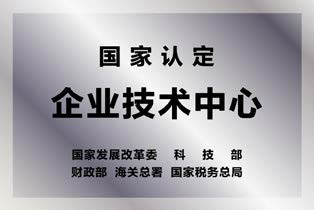 国家认定
企业技术中心
国家发展改革委 科技部
财政部 海关总署 国家税务总局